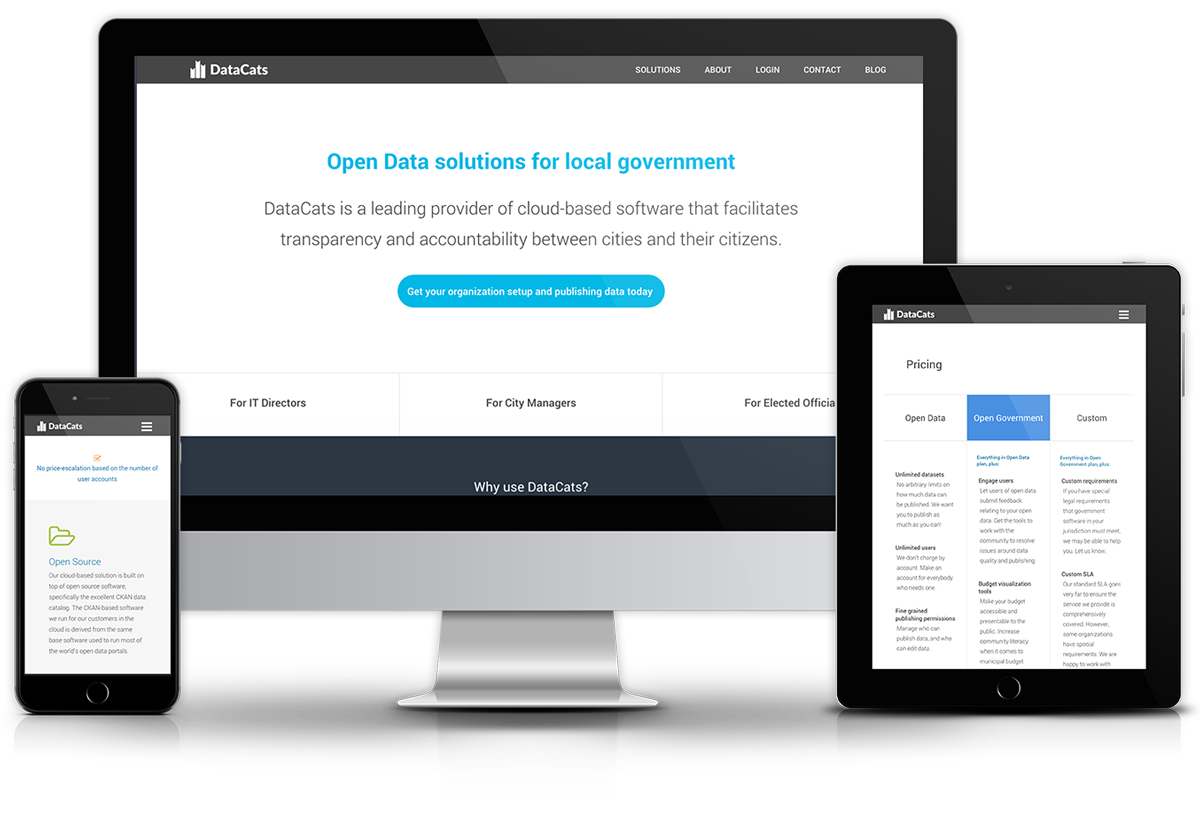 DataCats
SOLUTIONS ABOUT LOGIN CONTACT BLOG
Open Data solutions for local government
DataCats is a leading provider of cloud-based software that facilitates
transparency and accountability between cities and their citizens.
Get your organization setup and publishing data today
For IT Directors
For City Managers
For Elected Officia
Why use DataCats?
DataCats
No price-escalation based on the number of
user accounts
Open Source
Our cloud-based solution is built on
top of open source software,
specifically the excellent CKAN data
catalog. The CKAN-based software
we run for our customers in the
cloud is derived from the same
base software used to run most of
the world's open data portals.
DataCats
Pricing
Open Data
Open Government
Custom
Unlimited datasets
No arbitrary limits on
how much data can
be published. We want
you to publish as
much as you can!
Unlimited users
We don't charge by
account. Make an
account for everybody
who needs one.
Fine grained
publishing permissions
Manage who can
publish data, and who
can edit data.
Everything in Open Data
plan, plus:
Engage users
Let users of open data
submit feedback
relating to your open
data. Get the tools to
work with the
community to resolve
issues around data
quality and publishing.
Budget visualization
tools
Make your budget
accessible and
presentable to the
public. Increase
community literacy
when it comes to
municipal budget
Everything in Open
Government plan, plus:
Custom requirements
If you have special
legal requirements
that government
software in your
jurisdiction must meet,
we may be able to help
you. Let us know.
Custom SLA
Our standard SLA goes
very far to ensure the
service we provide is
comprehensively
covered. However,
some organizations
have special
requirements. We are
happy to work with